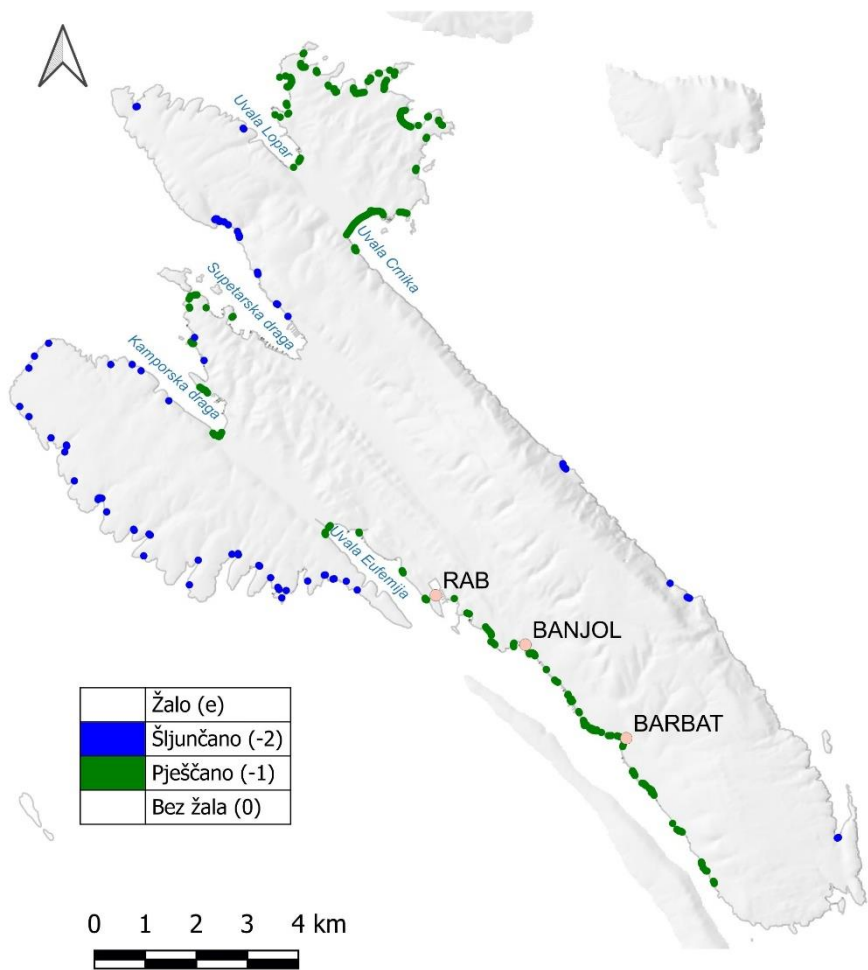 Uvala Lopar
Uvala Crnika
Supetarska draga
Kamporska draga
Uvala Eufemija
RAB
BANJOL
BARBAT
Žalo (e)
Šljunčano (-2)
Pješčano (-1)
Bez žala (0)
0 1 2 3 4 km